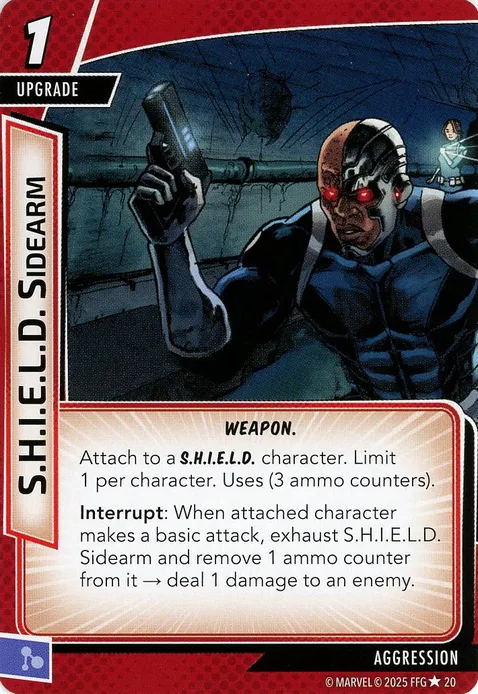 1
UPGRADE
S.H.I.E.L.D. SIDEARM
WEAPON.
Attach to a S.H.I.E.L.D. character. Limit
1 per character. Uses (3 ammo counters).
Interrupt: When attached character
makes a basic attack, exhaust S.H.I.E.L.D.
Sidearm and remove 1 ammo counter
from it → deal 1 damage to an enemy.
AGGRESSION
© MARVEL © 2025 FFG ★ 20